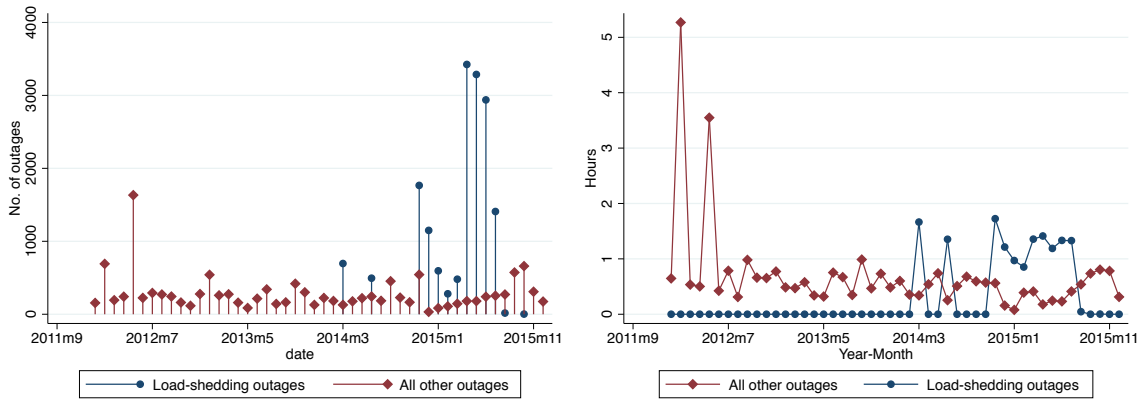 No. of outages
4000
3000
2000
1000
0
2011m9 2012m7 2013m5 2014m3 2015m1 2015m11
date
Load-shedding outages All other outages
Hours
5
4
3
2
1
0
2011m9 2012m7 2013m5 2014m3 2015m1 2015m11
Year-Month
All other outages Load-shedding outages